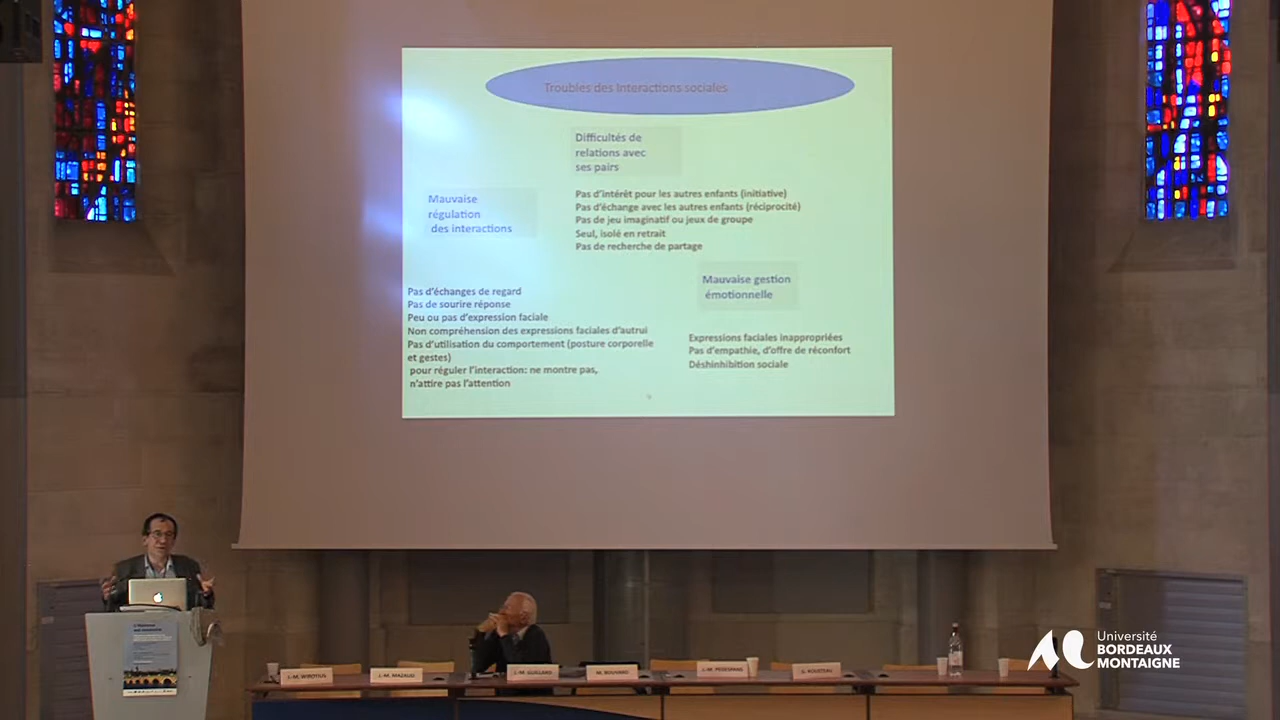 Troubles des Interactions sociales
Difficultés de
relations avec
ses pairs
Mauvaise
régulation
des interactions
Pas d'intérêt pour les autres enfants (initiative)
Pas d'échange avec les autres enfants (réciprocité)
Pas de jeu imaginatif ou jeux de groupe
Seul, isolé en retrait
Pas de recherche de partage
Mauvaise gestion
émotionnelle
Pas d'échanges de regard
Pas de sourire réponse
Peu ou pas d'expression faciale
Non compréhension des expressions faciales d'autrui
Pas d'utilisation du comportement (posture corporelle
et gestes)
pour réguler l'interaction: ne montre pas,
n'attire pas l'attention
Expressions faciales inappropriées
Pas d'empathie, d'offre de réconfort
Déshinhibition sociale
J.-M. MAZAUX
M. BOUVARD
Université
BORDEAUX
MONTAIGNE